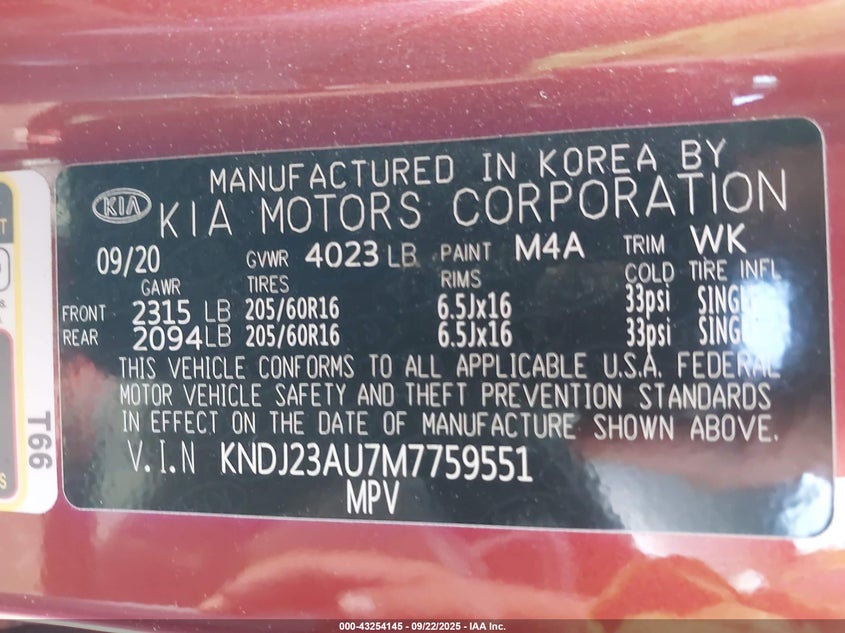 MANUFACTURED IN KOREA BY
KIA
KIA MOTORS CORPORATION
09/20 GVWR 4023 LB PAINT M4A TRIM WK
GAWR TIRES RIMS COLD TIRE INFL
FRONT 2315 LB 205/60R16 6.5Jx16 33psi
REAR 2094 LB 205/60R16 6.5Jx16 33psi
THIS VEHICLE CONFORMS TO ALL APPLICABLE U.S.A. FEDERAL
MOTOR VEHICLE SAFETY AND THEFT PREVENTION STANDARDS
IN EFFECT ON THE DATE OF MANUFACTURE SHOWN ABOVE.
V.I.N KNDJ23AU7M7759551
MPV
T66
000-43254145 - 09/22/2025 - IAA Inc.